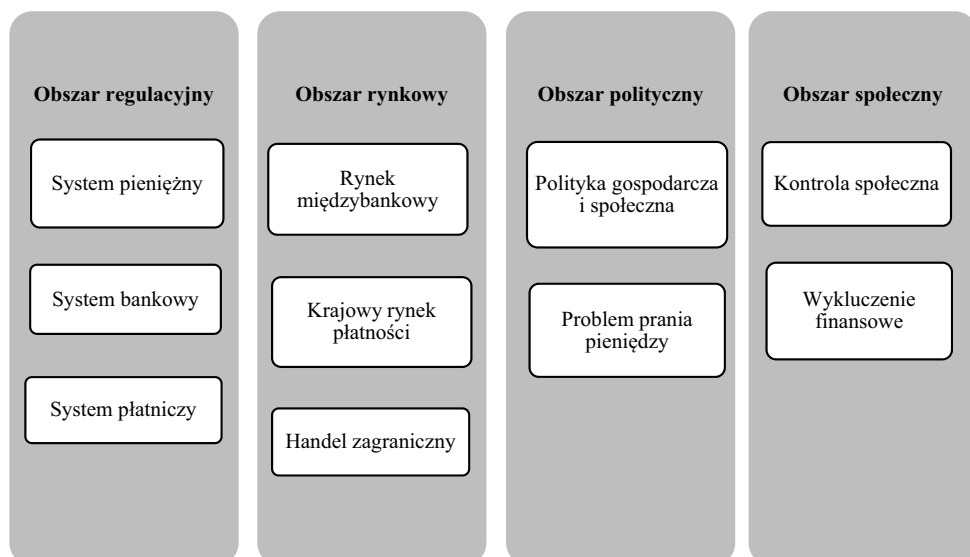 Obszar regulacyjny
System pieniężny
System bankowy
System płatniczy
Obszar rynkowy
Rynek
międzybankowy
Krajowy rynek
płatności
Handel zagraniczny
Obszar polityczny
Polityka gospodarcza
i społeczna
Problem prania
pieniędzy
Obszar społeczny
Kontrola społeczna
Wykluczenie
finansowe